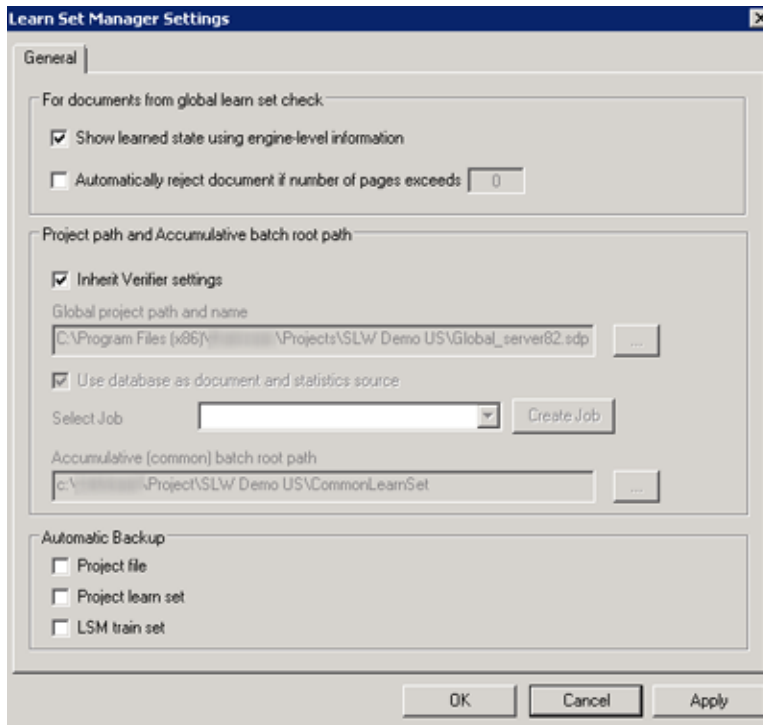 Learn Set Manager Settings
General
For documents from global learn set check
Show learned state using engine-level information
Automatically reject document if number of pages exceeds 0
Project path and Accumulative batch root path
Inherit Verifier settings
Global project path and name
C:\Program Files (x86)\ \Projects\SLW Demo US\Global_server82.sdp ...
Use database as document and statistics source
Select Job Create Job
Accumulative (common) batch root path
c:\ \Project\SLW Demo US\CommonLearnSet ...
Automatic Backup
Project file
Project learn set
LSM train set
OK Cancel Apply